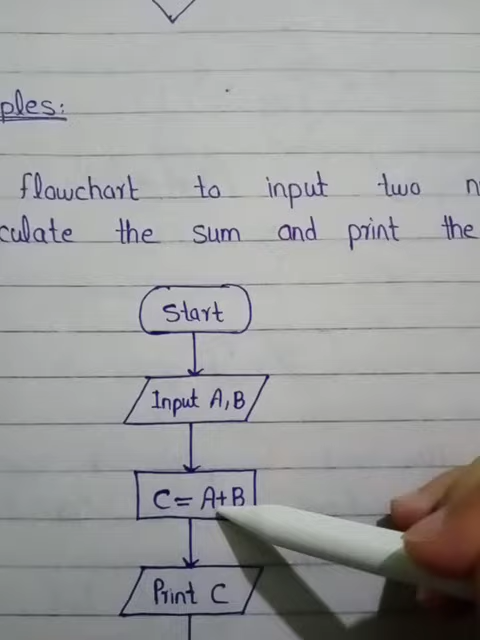 ples:
flowchart to input two
culate the sum and print the
Start
Input A,B
C= A+B
Print C